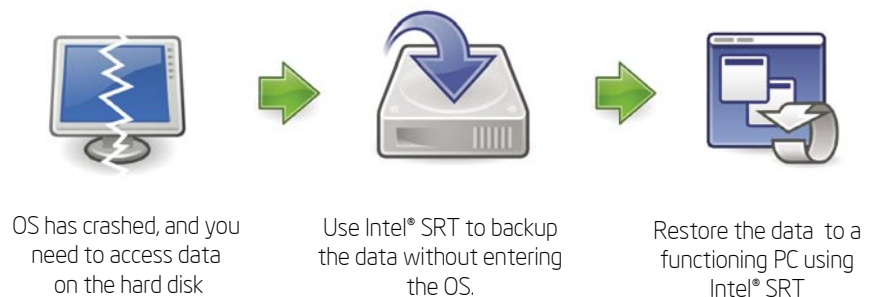 OS has crashed, and you
need to access data
on the hard disk
Use Intel® SRT to backup
the data without entering
the OS.
Restore the data to a
functioning PC using
Intel® SRT